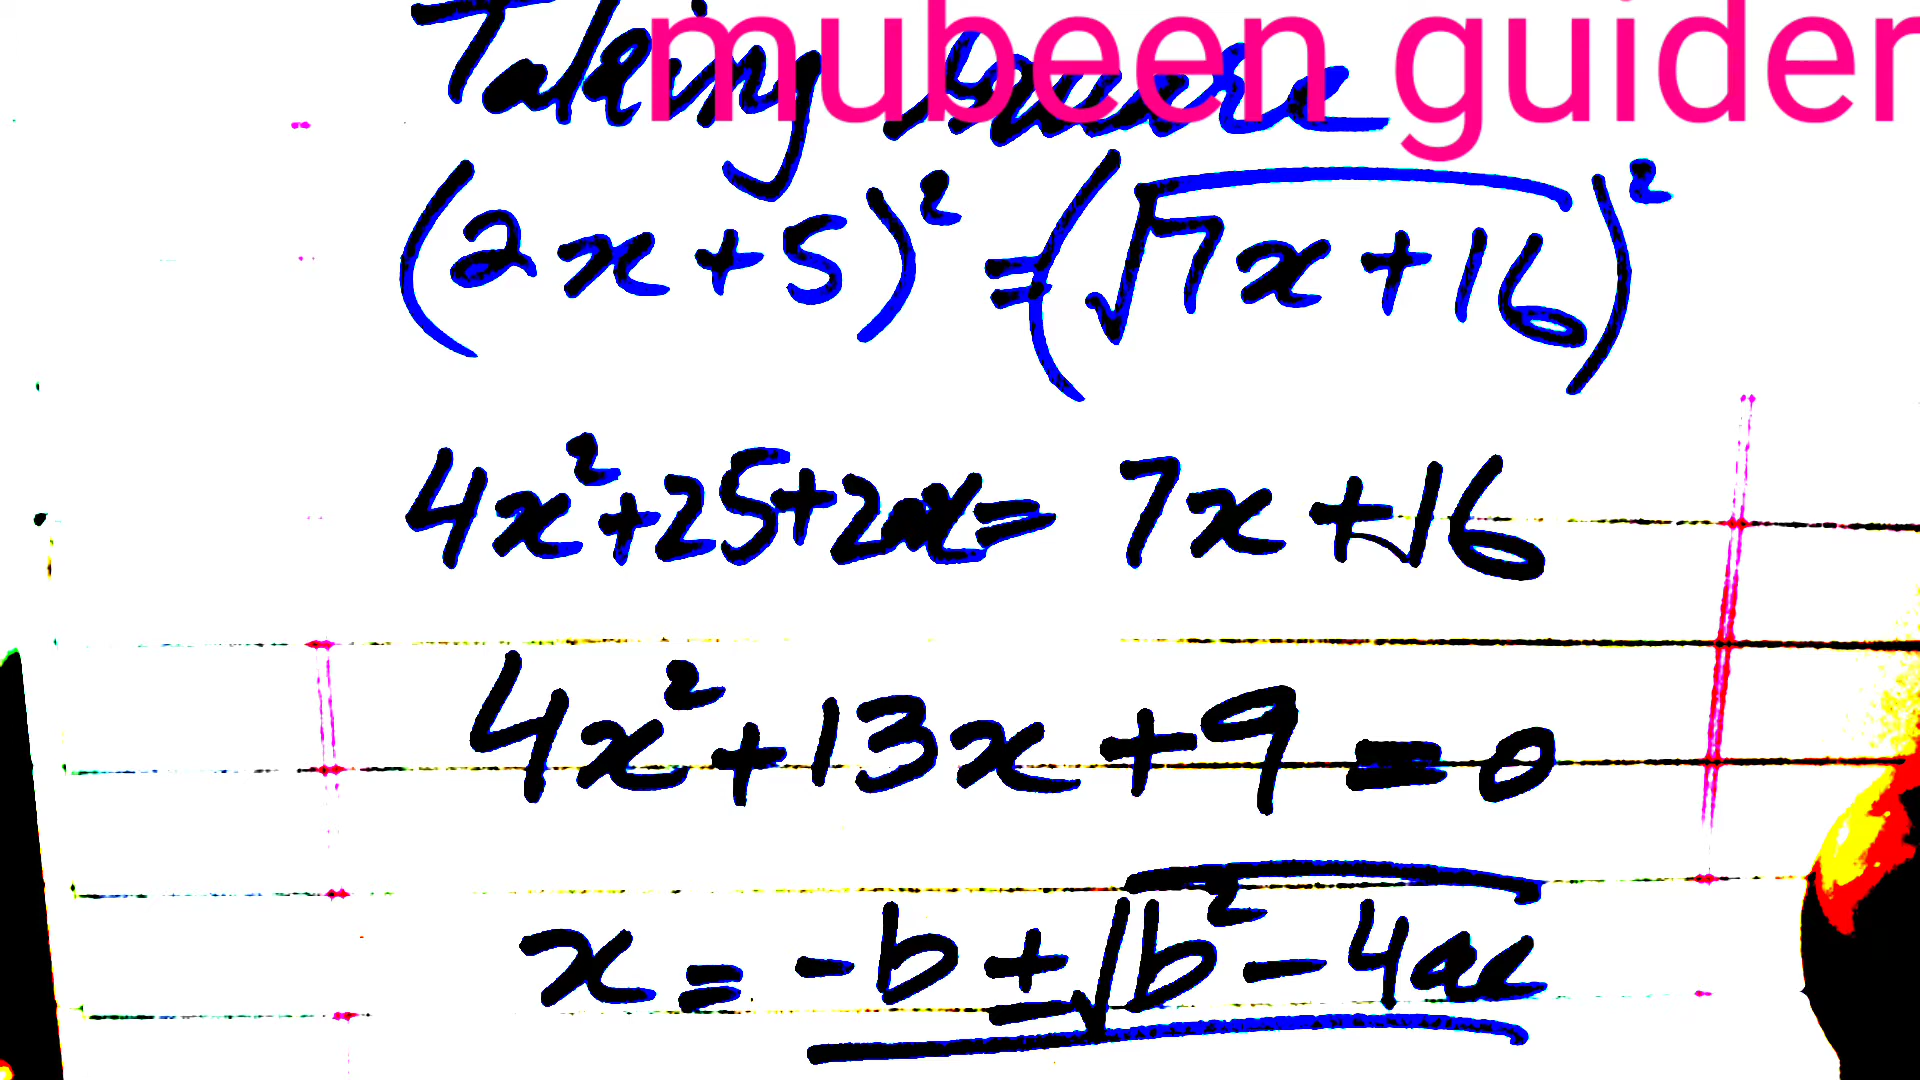 mubeen guider
Taking square
(2x+5)² = (√7x+16)²
4x²+25+20x = 7x+16
4x²+13x+9=0
x = -b ± √b²-4ac